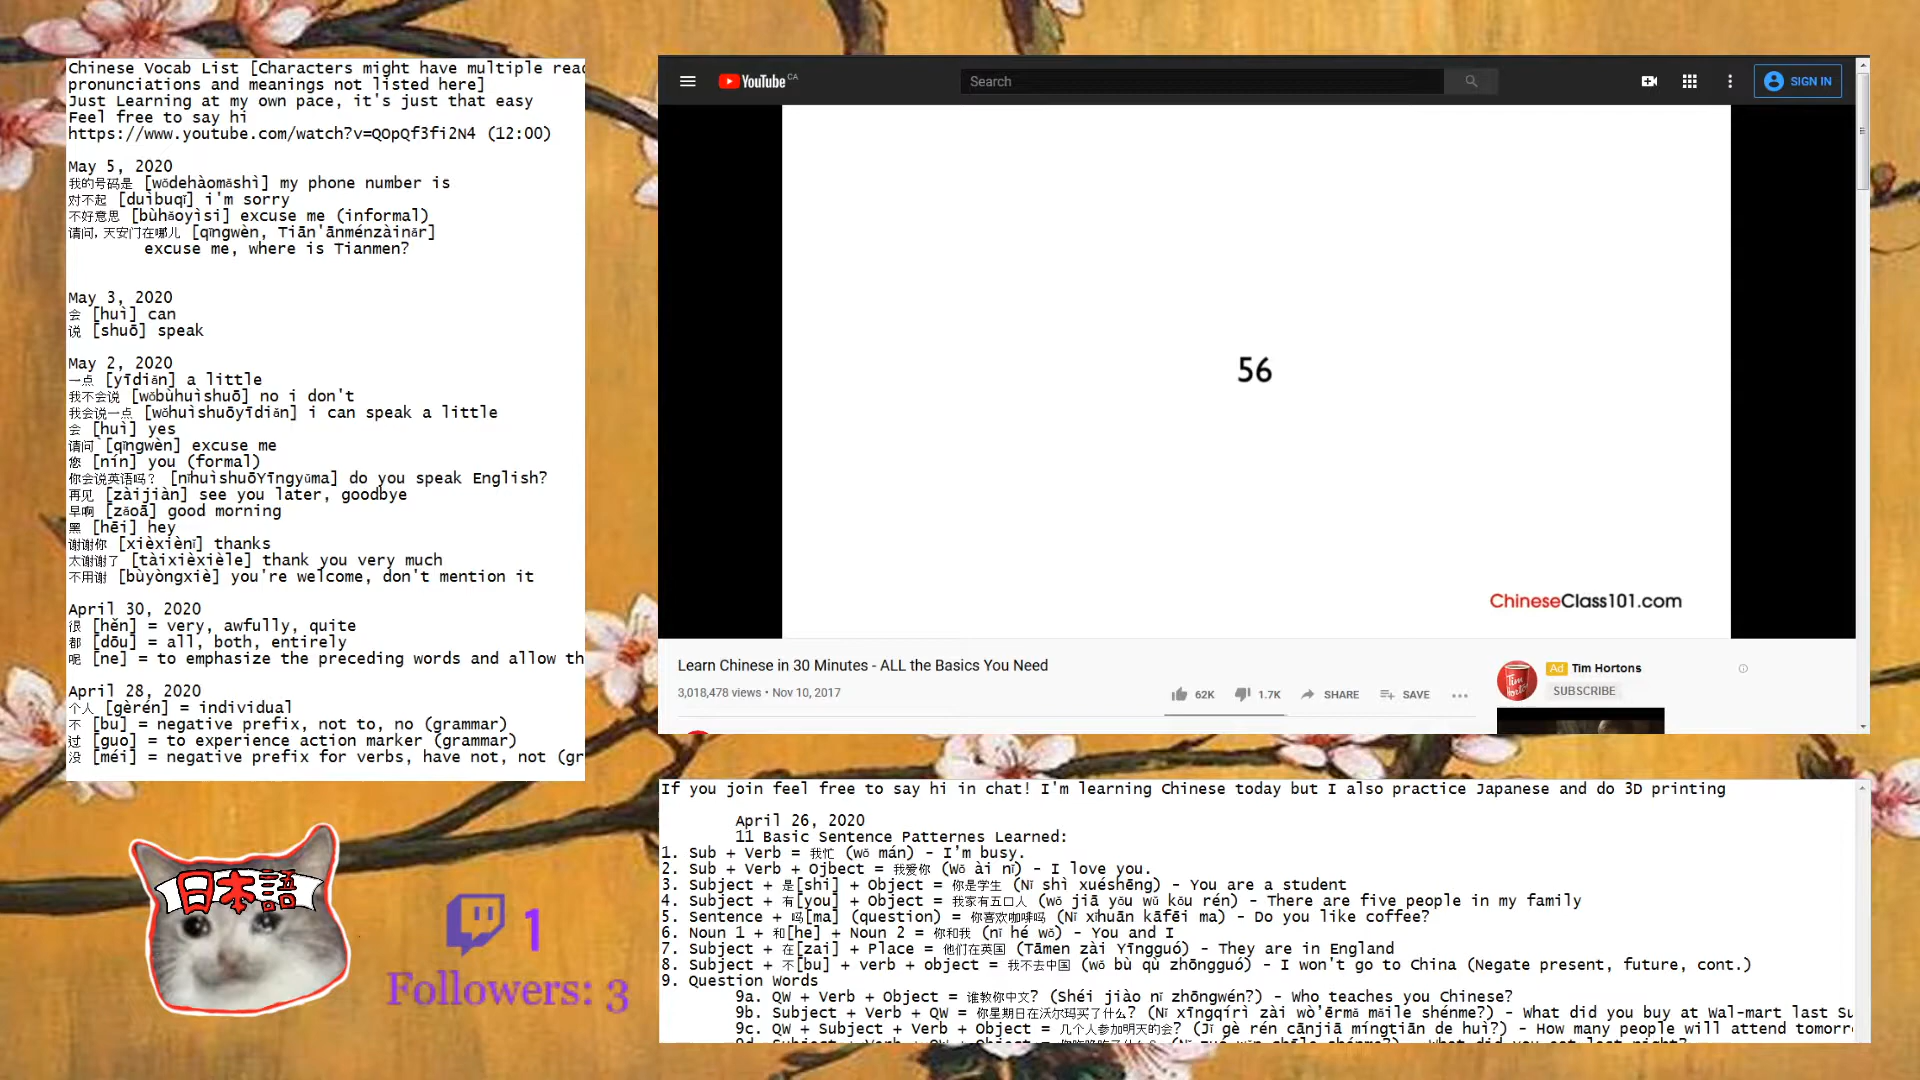 Chinese Vocab List [Characters might have multiple read
pronunciations and meanings not listed here]
Just Learning at my own pace, it's just that easy
Feel free to say hi
https://www.youtube.com/watch?v=QOpQf3fi2N4 (12:00)
May 5, 2020
我的号码是 [wǒdehàomǎshì] my phone number is
对不起 [duìbuqǐ] i'm sorry
不好意思 [bùhǎoyìsi] excuse me (informal)
请问，天安门在哪儿 [qǐngwèn, Tiān'ānménzàinǎr]
excuse me, where is Tianmen?
May 3, 2020
会 [huì] can
说 [shuō] speak
May 2, 2020
一点 [yīdiǎn] a little
我不会说 [wǒbùhuìshuō] no i don't
我会说一点 [wǒhuìshuōyīdiǎn] i can speak a little
会 [huì] yes
请问 [qǐngwèn] excuse me
您 [nín] you (formal)
你会说英语吗？ [nǐhuìshuōYīngyǔma] do you speak English?
再见 [zàijiàn] see you later, goodbye
早啊 [zǎoā] good morning
黑 [hēi] hey
谢谢你 [xièxiènǐ] thanks
太谢谢了 [tàixièxièle] thank you very much
不用谢 [bùyòngxiè] you're welcome, don't mention it
April 30, 2020
很 [hěn] = very, awfully, quite
都 [dōu] = all, both, entirely
呢 [ne] = to emphasize the preceding words and allow th
April 28, 2020
个人 [gèrén] = individual
不 [bu] = negative prefix, not to, no (grammar)
过 [guo] = to experience action marker (grammar)
没 [méi] = negative prefix for verbs, have not, not (gr
日本語
1
Followers: 3
YouTube CA
Search
SIGN IN
56
ChineseClass101.com
Learn Chinese in 30 Minutes - ALL the Basics You Need
3,018,478 views • Nov 10, 2017
62K
1.7K
SHARE
SAVE
Ad Tim Hortons
SUBSCRIBE
If you join feel free to say hi in chat! I'm learning Chinese today but I also practice Japanese and do 3D printing
April 26, 2020
11 Basic Sentence Patternes Learned:
1. Sub + Verb = 我忙 (wǒ mán) - I'm busy.
2. Sub + Verb + Ojbect = 我爱你 (Wǒ ài nǐ) - I love you.
3. Subject + 是[shi] + Object = 你是学生 (Nǐ shì xuéshēng) - You are a student
4. Subject + 有[you] + Object = 我家有五口人 (wǒ jiā yǒu wǔ kǒu rén) - There are five people in my family
5. Sentence + 吗[ma] (question) = 你喜欢咖啡吗 (Nǐ xǐhuān kāfēi ma) - Do you like coffee?
6. Noun 1 + 和[he] + Noun 2 = 你和我 (nǐ hé wǒ) - You and I
7. Subject + 在[zai] + Place = 他们在英国 (Tāmen zài Yīngguó) - They are in England
8. Subject + 不[bu] + verb + object = 我不去中国 (wǒ bù qù zhōngguó) - I won't go to China (Negate present, future, cont.)
9. Question Words
9a. QW + Verb + Object = 谁教你中文？ (Shéi jiào nǐ zhōngwén?) - Who teaches you Chinese?
9b. Subject + Verb + QW = 你星期日在沃尔玛买了什么？ (Nǐ xīngqírì zài wò'ērmǎ mǎile shénme?) - What did you buy at Wal-mart last Su
9c. QW + Subject + Verb + Object = 几个人参加明天的会？ (Jǐ gè rén cānjiā míngtiān de huì?) - How many people will attend tomorr